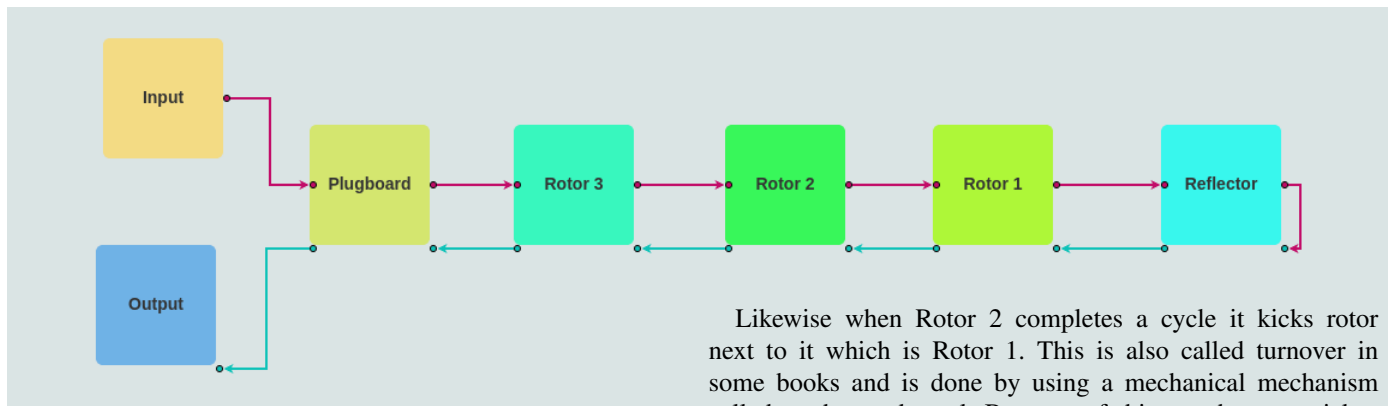 Input
Plugboard
Rotor 3
Rotor 2
Rotor 1
Reflector
Output
Likewise when Rotor 2 completes a cycle it kicks rotor
next to it which is Rotor 1. This is also called turnover in
some books and is done by using a mechanical mechanism